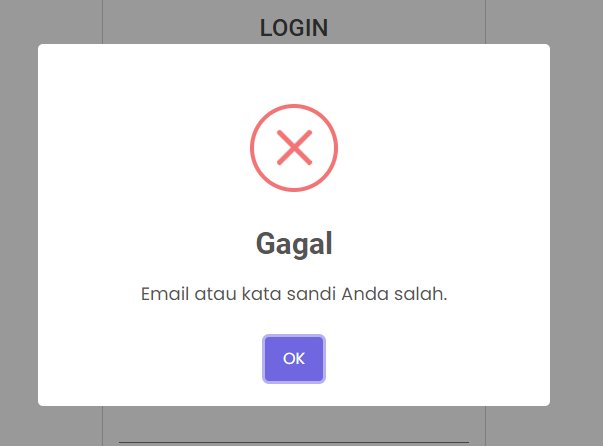 LOGIN
Gagal
Email atau kata sandi Anda salah.
OK